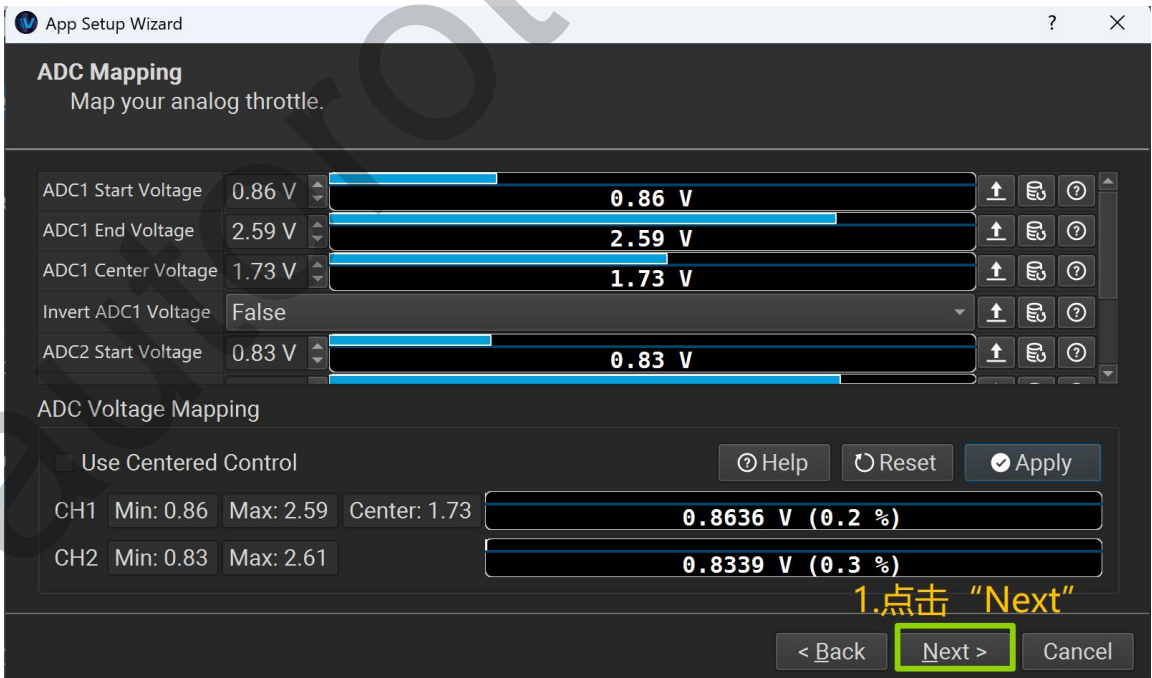 App Setup Wizard ?
ADC Mapping
Map your analog throttle.
ADC1 Start Voltage 0.86 V 0.86 V
ADC1 End Voltage 2.59 V 2.59 V
ADC1 Center Voltage 1.73 V 1.73 V
Invert ADC1 Voltage False
ADC2 Start Voltage 0.83 V 0.83 V
ADC Voltage Mapping
Use Centered Control Help Reset Apply
CH1 Min: 0.86 Max: 2.59 Center: 1.73 0.8636 V (0.2 %)
CH2 Min: 0.83 Max: 2.61 0.8339 V (0.3 %)
1.点击“Next”
< Back Next > Cancel